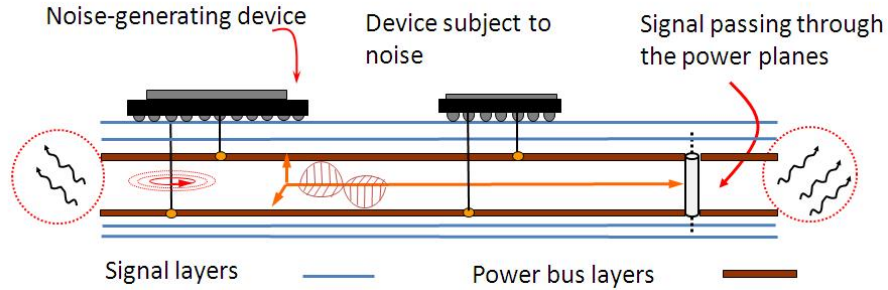 Noise-generating device
Device subject to
noise
Signal passing through
the power planes
Signal layers
Power bus layers